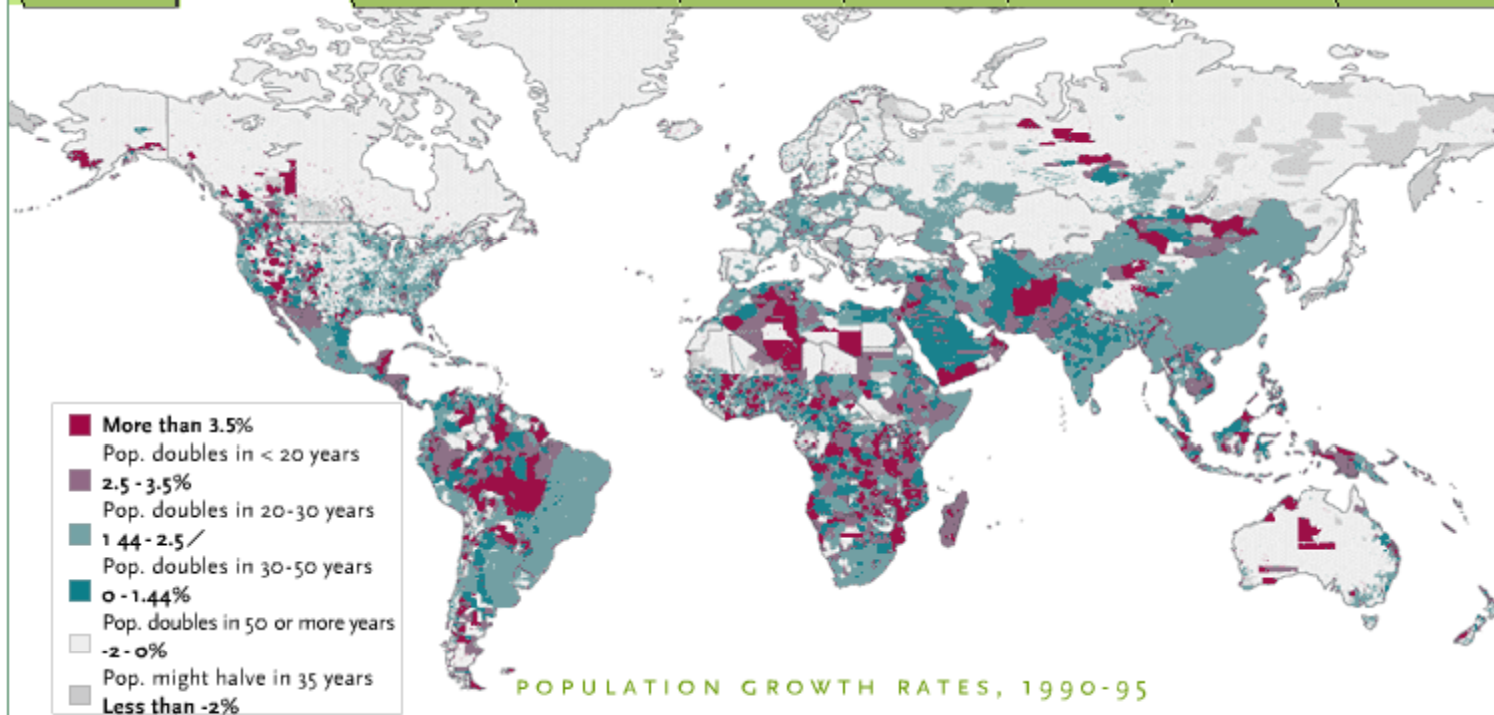 More than 3.5%
Pop. doubles in < 20 years
2.5 - 3.5%
Pop. doubles in 20-30 years
1 44 - 2.5/
Pop. doubles in 30-50 years
0 - 1.44%
Pop. doubles in 50 or more years
-2 - 0%
Pop. might halve in 35 years
Less than -2%
POPULATION GROWTH RATES, 1990-95